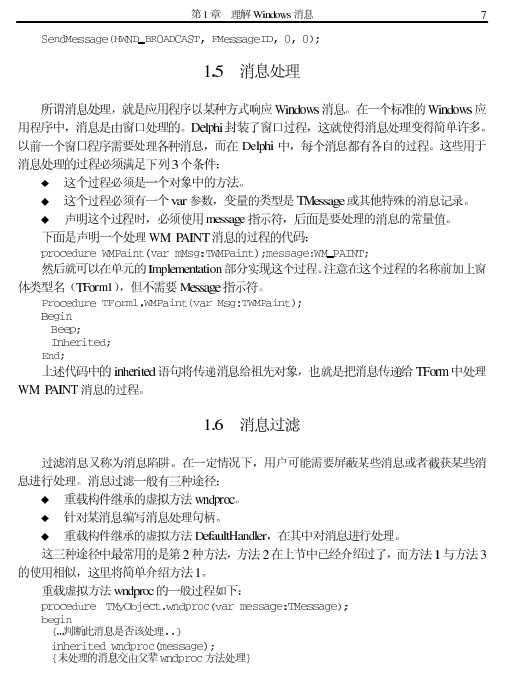 第 1 章　理解 Windows 消息
7
SendMessage(HWND_BROADCAST, FMessageID, 0, 0);
1.5　消息处理
所谓消息处理，就是应用程序以某种方式响应 Windows 消息。在一个标准的 Windows 应
用程序中，消息是由窗口处理的。Delphi 封装了窗口过程，这就使得消息处理变得简单许多。
以前一个窗口程序需要处理各种消息，而在 Delphi 中，每个消息都有各自的过程。这些用于
消息处理的过程必须满足下列 3 个条件：
◆ 这个过程必须是一个对象中的方法。
◆ 这个过程必须有一个 var 参数，变量的类型是 TMessage 或其他特殊的消息记录。
◆ 声明这个过程时，必须使用 message 指示符，后面是要处理的消息的常量值。
下面是声明一个处理 WM_PAINT 消息的过程的代码：
procedure WMPaint(var mMsg:TWMPaint);message:WM_PAINT;
然后就可以在单元的 Implementation 部分实现这个过程。注意在这个过程的名称前加上窗
体类型名（TForm1），但不需要 Message 指示符。
Procedure TForm1.WMPaint(var Msg:TWMPaint);
Begin
Beep;
Inherited;
End;
上述代码中的 inherited 语句将传递消息给祖先对象，也就是把消息传递给 TForm 中处理
WM_PAINT 消息的过程。
1.6　消息过滤
过滤消息又称为消息陷阱。在一定情况下，用户可能需要屏蔽某些消息或者截获某些消
息进行处理。消息过滤一般有三种途径：
◆ 重载构件继承的虚拟方法 wndproc。
◆ 针对某消息编写消息处理句柄。
◆ 重载构件继承的虚拟方法 DefaultHandler，在其中对消息进行处理。
这三种途径中最常用的是第 2 种方法，方法 2 在上节中已经介绍过了，而方法 1 与方法 3
的使用相似，这里将简单介绍方法 1。
重载虚拟方法 wndproc 的一般过程如下：
procedure TMyObject.wndproc(var message:TMessage);
begin
{…判断此消息是否该处理..}
inherited wndproc(message);
{未处理的消息交由父辈 wndproc 方法处理}